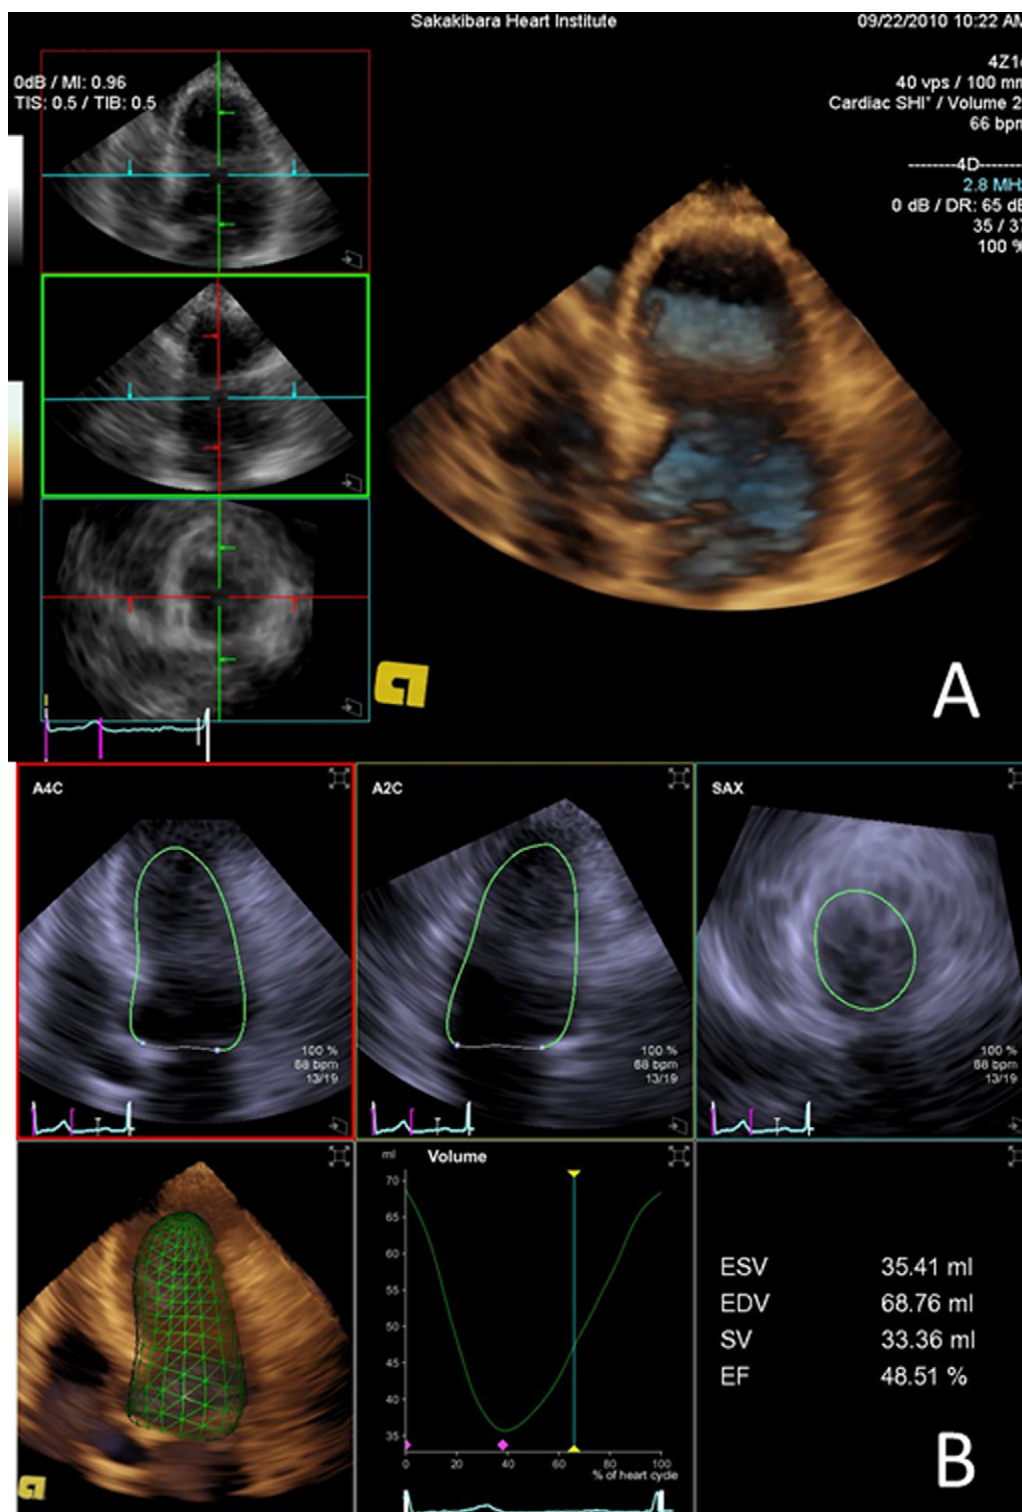 Sakakibara Heart Institute
09/22/2010 10:22 AM
0dB / MI: 0.96
TIS: 0.5 / TIB: 0.5
4Z1c
40 vps / 100 mm
Cardiac SHI* / Volume 2
66 bpm
--------4D-------
2.8 MHz
0 dB / DR: 65 dB
35 / 37
100 %
A
A4C
100 %
68 bpm
13/19
A2C
100 %
68 bpm
13/19
SAX
100 %
68 bpm
13/19
ml
Volume
70
65
60
55
50
45
40
35
0
20
40
60
80
100
% of heart cycle
ESV 35.41 ml
EDV 68.76 ml
SV 33.36 ml
EF 48.51 %
B